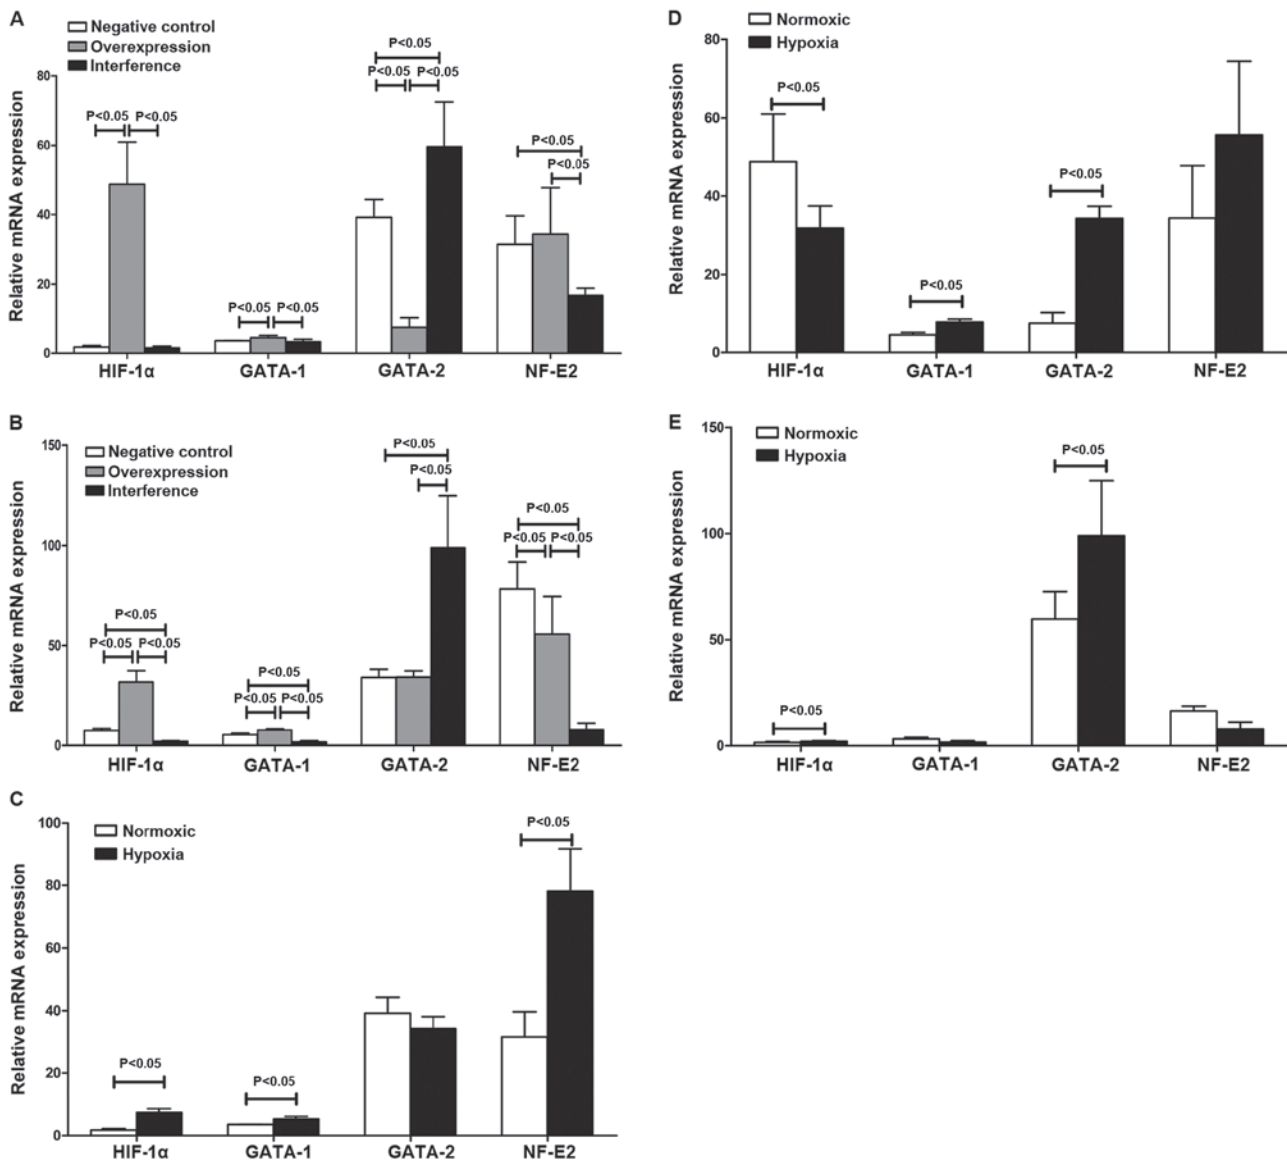 A
Negative control
Overexpression
Interference
Relative mRNA expression
80
60
40
20
0
P<0.05
P<0.05
P<0.05
P<0.05
P<0.05
P<0.05
P<0.05
P<0.05
P<0.05
HIF-1α
GATA-1
GATA-2
NF-E2
B
Negative control
Overexpression
Interference
Relative mRNA expression
150
100
50
0
P<0.05
P<0.05
P<0.05
P<0.05
P<0.05
P<0.05
P<0.05
P<0.05
P<0.05
P<0.05
P<0.05
HIF-1α
GATA-1
GATA-2
NF-E2
C
Normoxic
Hypoxia
Relative mRNA expression
100
80
60
40
20
0
P<0.05
P<0.05
P<0.05
HIF-1α
GATA-1
GATA-2
NF-E2
D
Normoxic
Hypoxia
Relative mRNA expression
80
60
40
20
0
P<0.05
P<0.05
P<0.05
HIF-1α
GATA-1
GATA-2
NF-E2
E
Normoxic
Hypoxia
Relative mRNA expression
150
100
50
0
P<0.05
P<0.05
HIF-1α
GATA-1
GATA-2
NF-E2